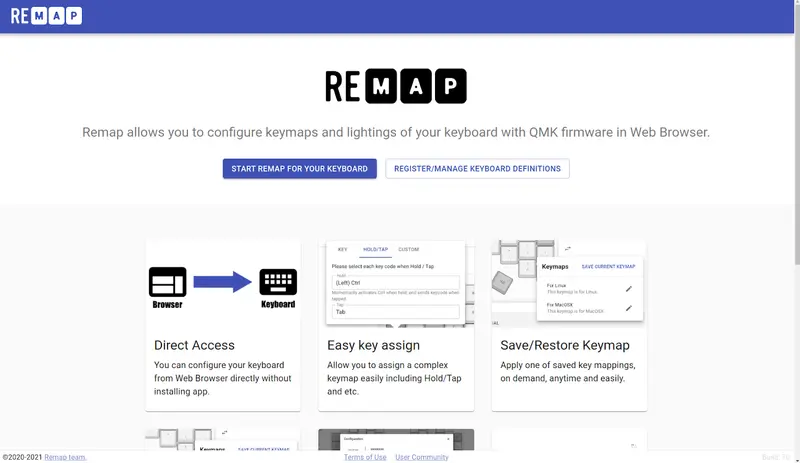 REMAP
REMAP
Remap allows you to configure keymaps and lightings of your keyboard with QMK firmware in Web Browser.
START REMAP FOR YOUR KEYBOARD
REGISTER/MANAGE KEYBOARD DEFINITIONS
Browser
Keyboard
Direct Access
You can configure your keyboard
from Web Browser directly without
installing app.
KEY HOLD/TAP CUSTOM
Please select each key code when Hold / Tap
Hold
(Left) Ctrl
Momentarily activates Ctrl when held and sends keycode when
tapped
Tap
Tab
Easy key assign
Allow you to assign a complex
keymap easily including Hold/Tap
and etc.
Keymaps SAVE CURRENT KEYMAP
For Linux
This keymap is for Linux.
For MacOSX
This keymap is for MacOSX
Save/Restore Keymap
Apply one of saved key mappings,
on demand, anytime and easily.
Keymaps SAVE CURRENT KEYMAP
Configuration
©2020-2021 Remap team.
Terms of Use User Community